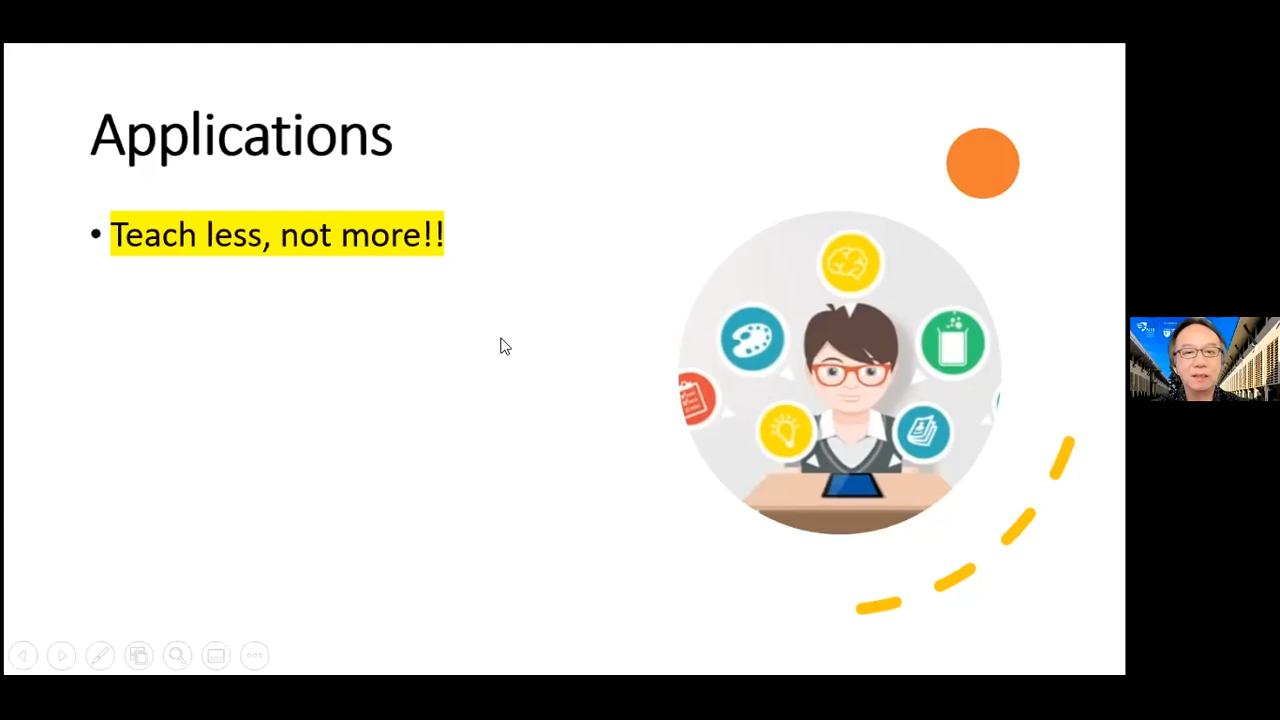 Applications
• Teach less, not more!!